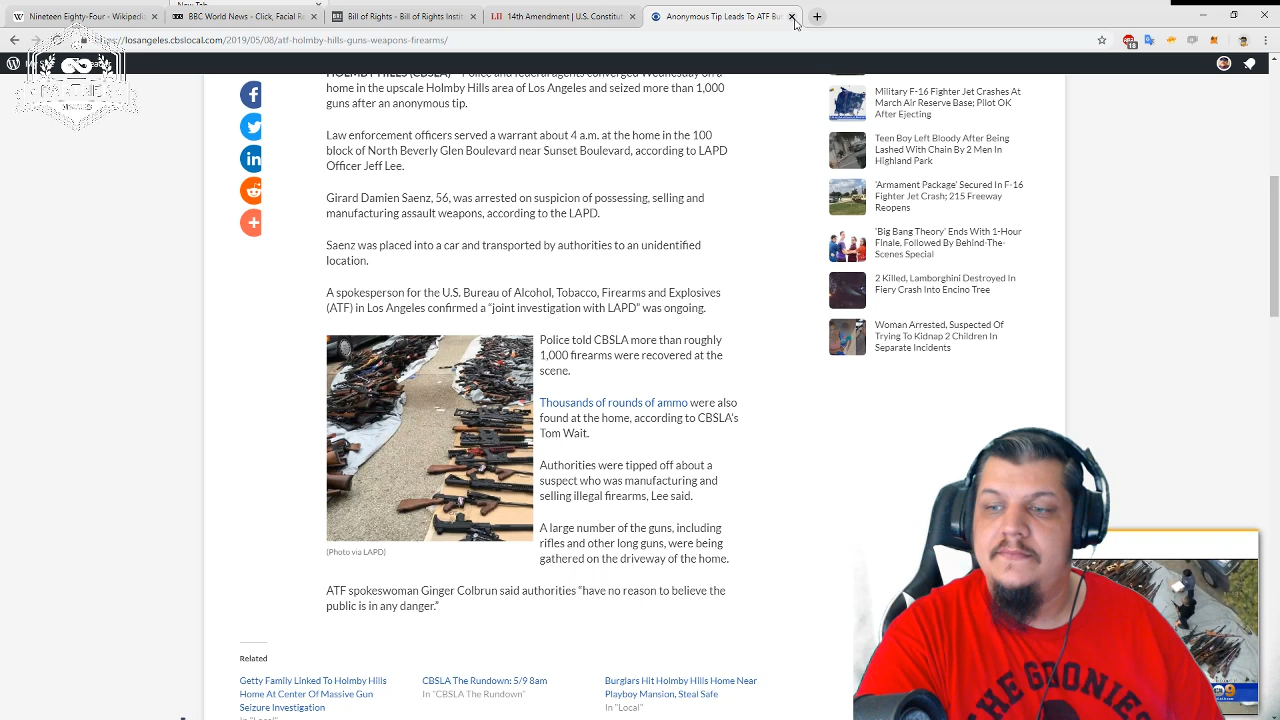 Nineteen Eighty-Four - Wikipedi
BBC World News - Click, Facial Re
Bill of Rights - Bill of Rights Instit
14th Amendment | U.S. Constitut
Anonymous Tip Leads To ATF Bus
losangeles.cbslocal.com/2019/05/08/atf-holmby-hills-guns-weapons-firearms/
18
HOLMBY HILLS (CBSLA) – Police and federal agents converged Wednesday on a
home in the upscale Holmby Hills area of Los Angeles and seized more than 1,000
guns after an anonymous tip.
Law enforcement officers served a warrant about 4 a.m. at the home in the 100
block of North Beverly Glen Boulevard near Sunset Boulevard, according to LAPD
Officer Jeff Lee.
Girard Damien Saenz, 56, was arrested on suspicion of possessing, selling and
manufacturing assault weapons, according to the LAPD.
Saenz was placed into a car and transported by authorities to an unidentified
location.
A spokesperson for the U.S. Bureau of Alcohol, Tobacco, Firearms and Explosives
(ATF) in Los Angeles confirmed a “joint investigation with LAPD” was ongoing.
Police told CBSLA more than roughly
1,000 firearms were recovered at the
scene.
Thousands of rounds of ammo were also
found at the home, according to CBSLA's
Tom Wait.
Authorities were tipped off about a
suspect who was manufacturing and
selling illegal firearms, Lee said.
A large number of the guns, including
rifles and other long guns, were being
gathered on the driveway of the home.
(Photo via LAPD)
ATF spokeswoman Ginger Colbrun said authorities “have no reason to believe the
public is in any danger.”
Related
Getty Family Linked To Holmby Hills
Home At Center Of Massive Gun
Seizure Investigation
In "Local"
CBSLA The Rundown: 5/9 8am
In "CBSLA The Rundown"
Burglars Hit Holmby Hills Home Near
Playboy Mansion, Steal Safe
In "Local"
Military F-16 Fighter Jet Crashes At
March Air Reserve Base; Pilot OK
After Ejecting
Teen Boy Left Bloody After Being
Lashed With Chain By 2 Men In
Highland Park
'Armament Package' Secured In F-16
Fighter Jet Crash; 215 Freeway
Reopens
'Big Bang Theory' Ends With 1-Hour
Finale, Followed By Behind-The-
Scenes Special
2 Killed, Lamborghini Destroyed In
Fiery Crash Into Encino Tree
Woman Arrested, Suspected Of
Trying To Kidnap 2 Children In
Separate Incidents
THE GOON
9